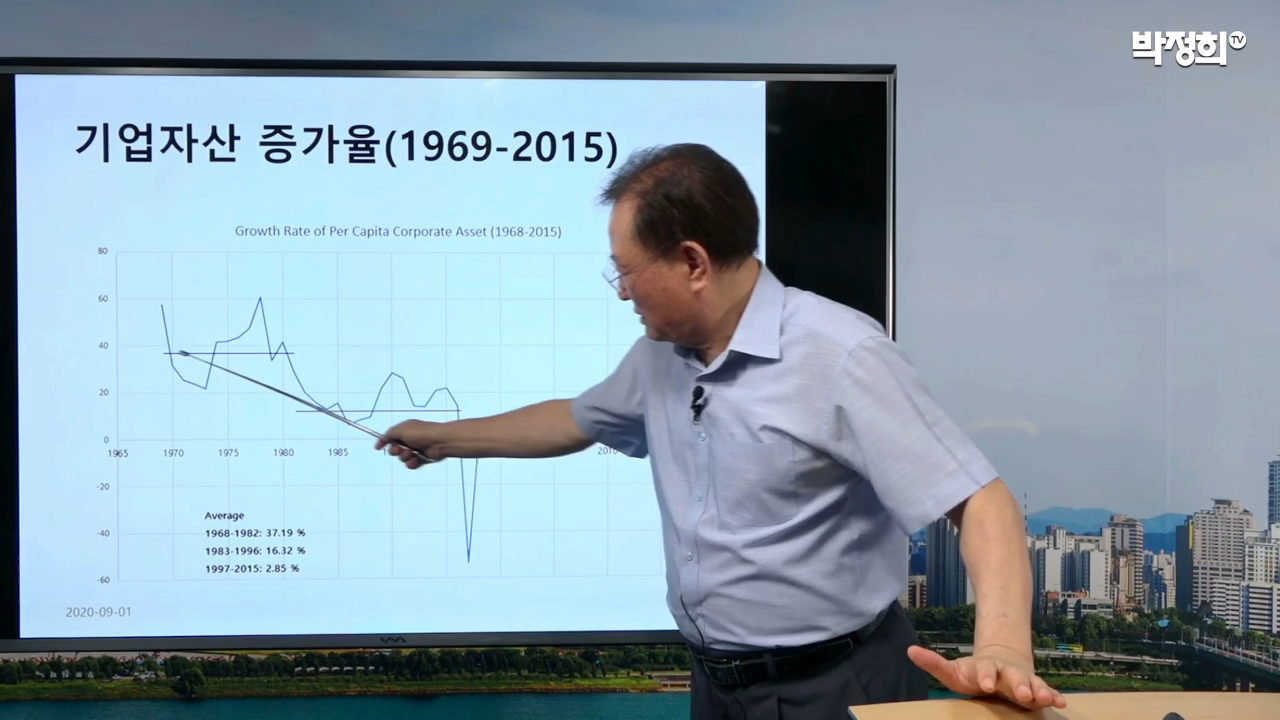 박정희TV
기업자산 증가율(1969-2015)
Growth Rate of Per Capita Corporate Asset (1968-2015)
80
60
40
20
0
1965 1970 1975 1980 1985 2010
-20
-40
-60
Average
1968-1982: 37.19 %
1983-1996: 16.32 %
1997-2015: 2.85 %
2020-09-01